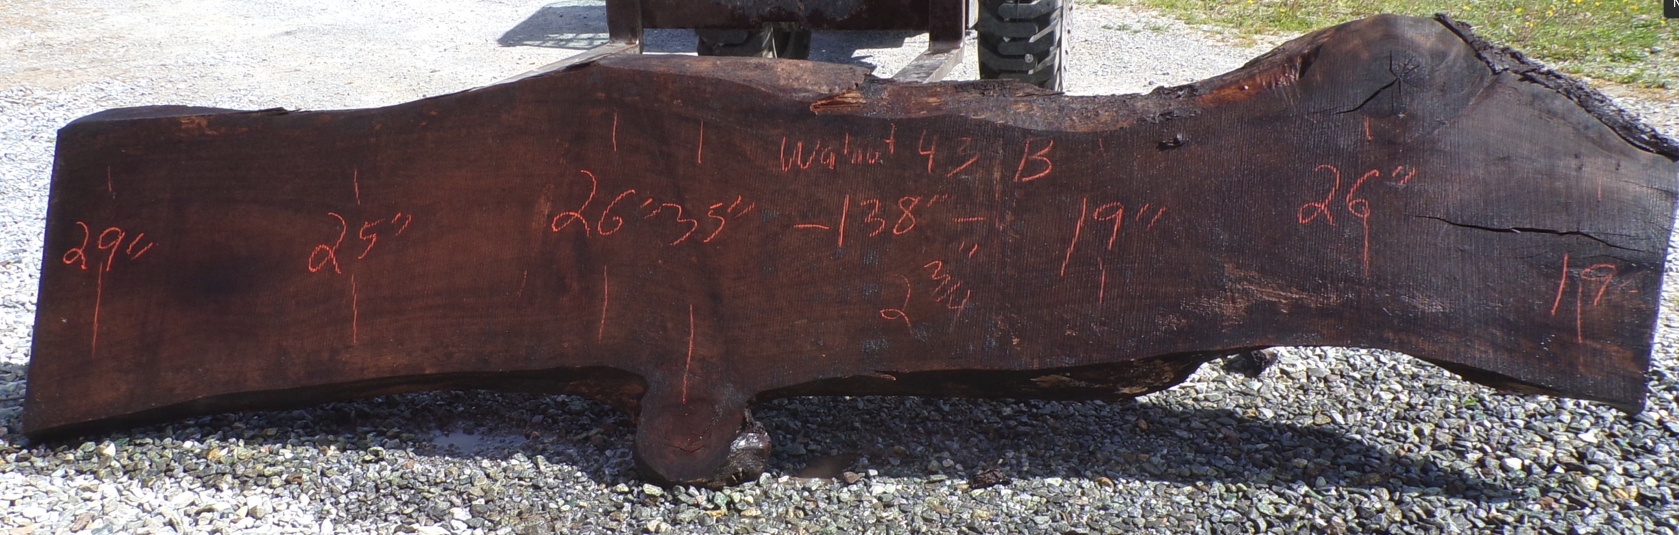 Walnut 43 B
29" 25" 26" 35" -138"- 19" 26" 19"
2 3/4"